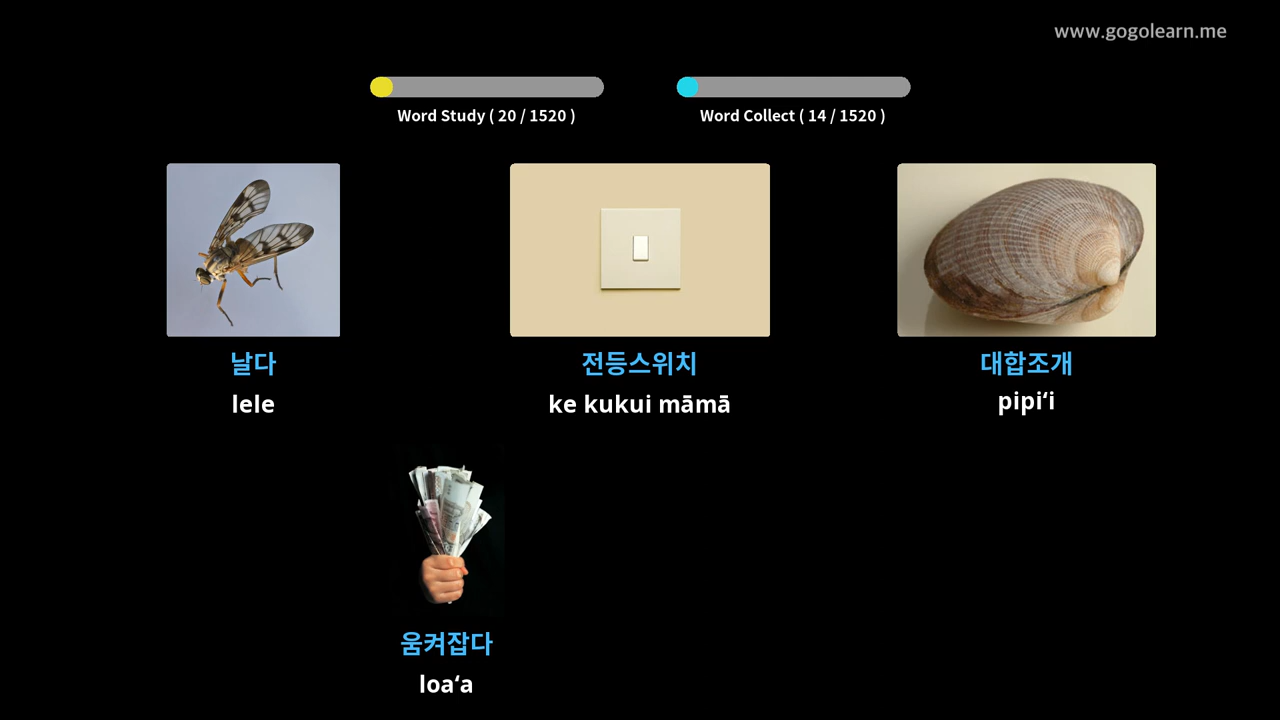 www.gogolearn.me
Word Study ( 20 / 1520 )
Word Collect ( 14 / 1520 )
날다
lele
전등스위치
ke kukui māmā
대합조개
pipiʻi
움켜잡다
loaʻa